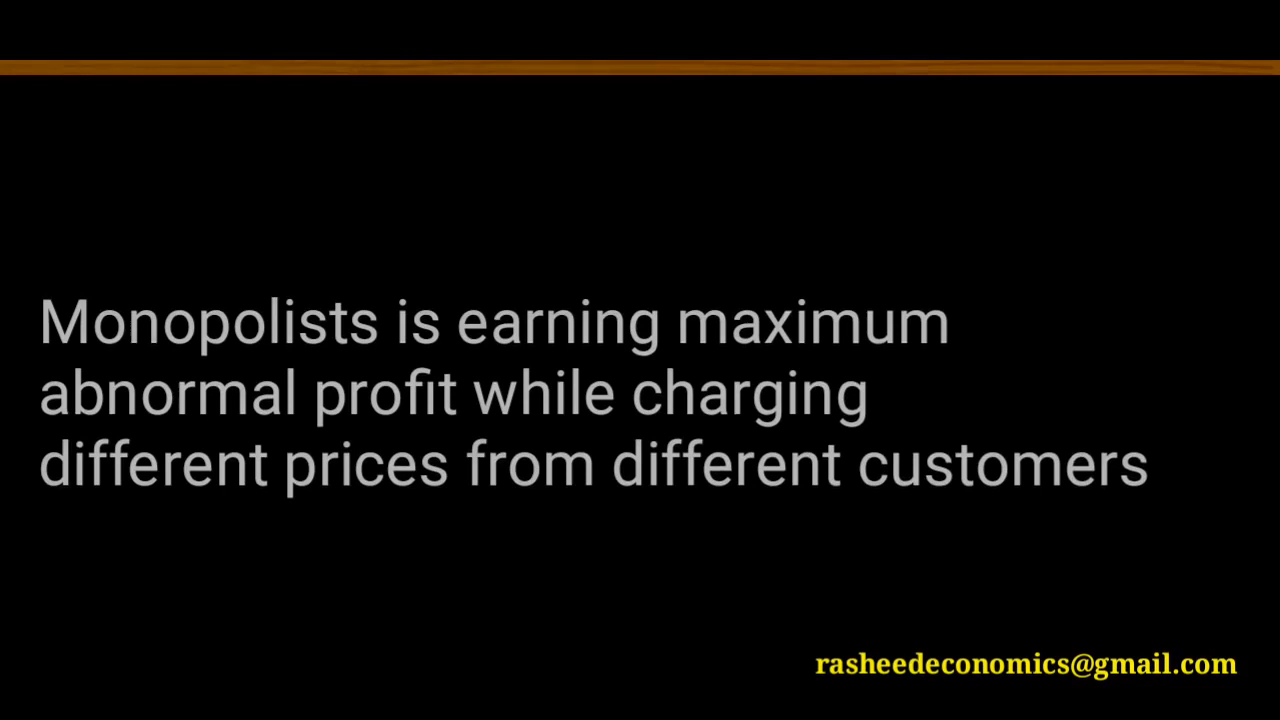 Monopolists is earning maximum
abnormal profit while charging
different prices from different customers
rasheedeconomics@gmail.com